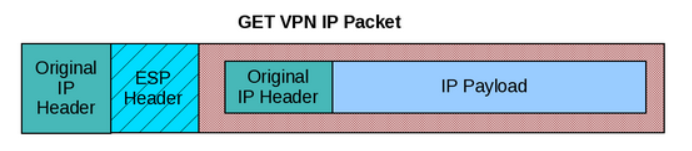 GET VPN IP Packet
Original
IP
Header
ESP
Header
Original
IP Header
IP Payload